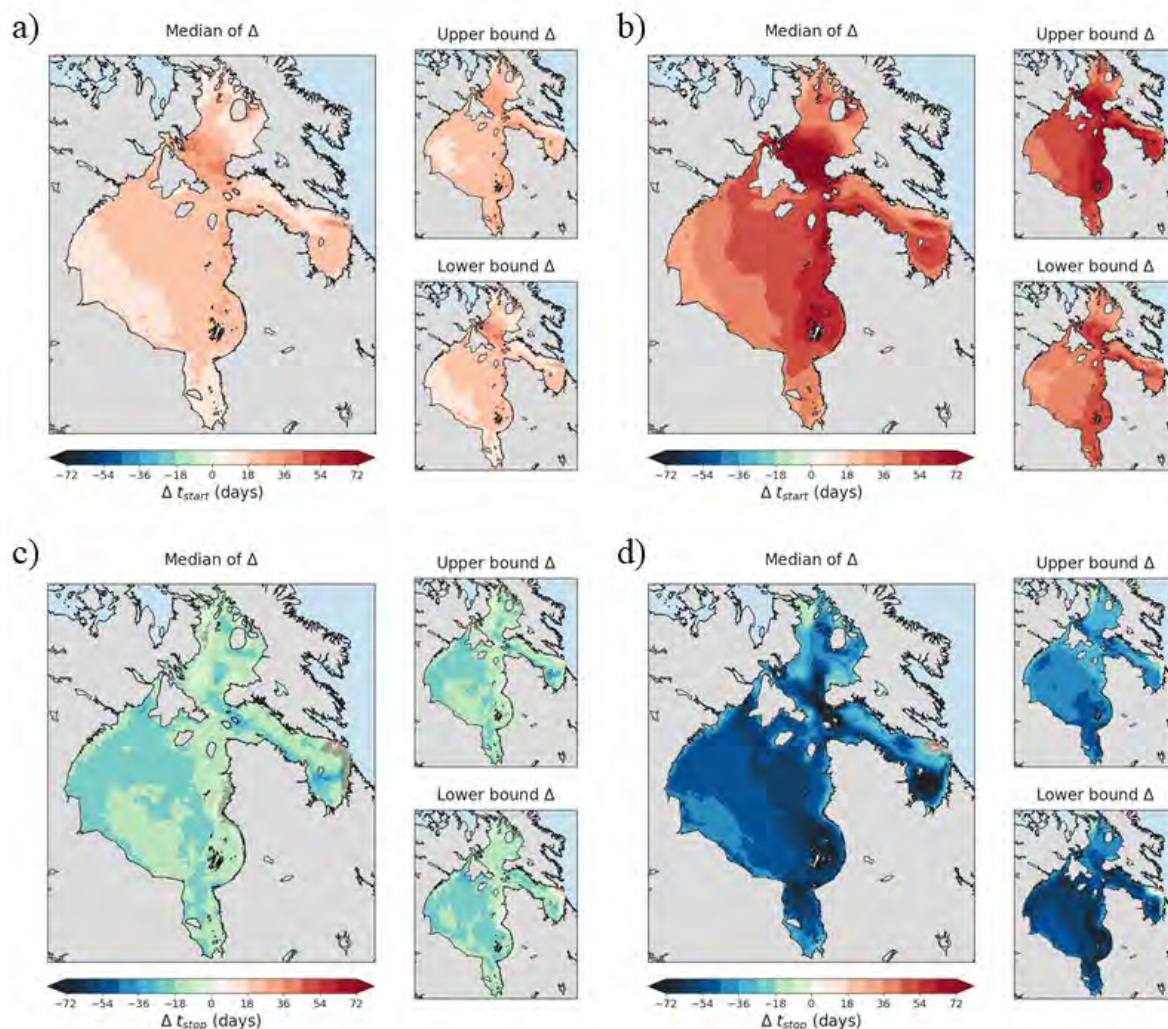 a)
Median of Δ
Upper bound Δ
Lower bound Δ
−72 −54 −36 −18 0 18 36 54 72
Δ t_start (days)
b)
Median of Δ
Upper bound Δ
Lower bound Δ
−72 −54 −36 −18 0 18 36 54 72
Δ t_start (days)
c)
Median of Δ
Upper bound Δ
Lower bound Δ
−72 −54 −36 −18 0 18 36 54 72
Δ t_stop (days)
d)
Median of Δ
Upper bound Δ
Lower bound Δ
−72 −54 −36 −18 0 18 36 54 72
Δ t_stop (days)